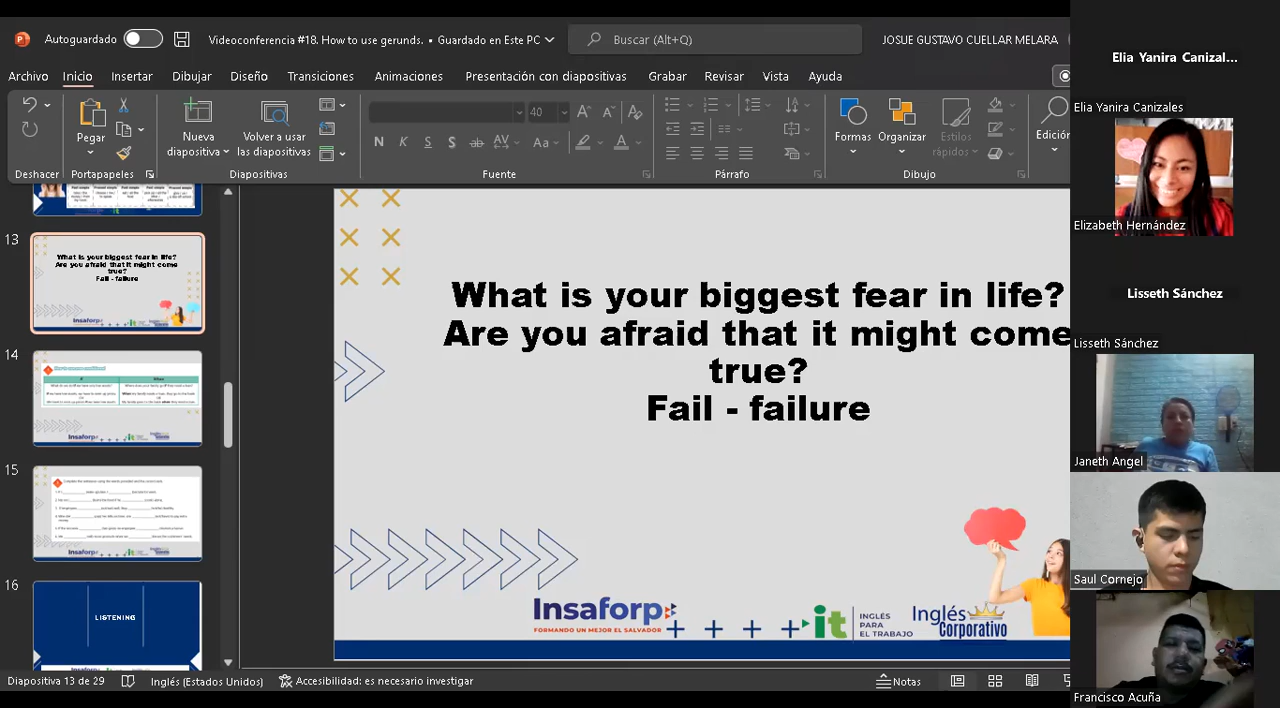 Autoguardado
Videoconferencia #18. How to use gerunds. • Guardado en Este PC
Buscar (Alt+Q)
JOSUE GUSTAVO CUELLAR MELARA
Archivo Inicio Insertar Dibujar Diseño Transiciones Animaciones Presentación con diapositivas Grabar Revisar Vista Ayuda
Pegar
Nueva diapositiva
Volver a usar las diapositivas
40
N K S S ab AV Aa A
Formas
Organizar
Estilos rápidos
Edición
Deshacer
Portapapeles
Diapositivas
Fuente
Párrafo
Dibujo
13
What is your biggest fear in life?
Are you afraid that it might come
true?
Fail - failure
14
15
16
LISTENING
What is your biggest fear in life?
Are you afraid that it might come
true?
Fail - failure
Insaforp
FORMANDO UN MEJOR EL SALVADOR
it
INGLÉS
PARA
EL TRABAJO
Inglés
Corporativo
Diapositiva 13 de 29
Inglés (Estados Unidos)
Accesibilidad: es necesario investigar
Notas
Elia Yanira Canizal...
Elia Yanira Canizales
Elizabeth Hernández
Lisseth Sánchez
Lisseth Sánchez
Janeth Angel
Saul Cornejo
Francisco Acuña